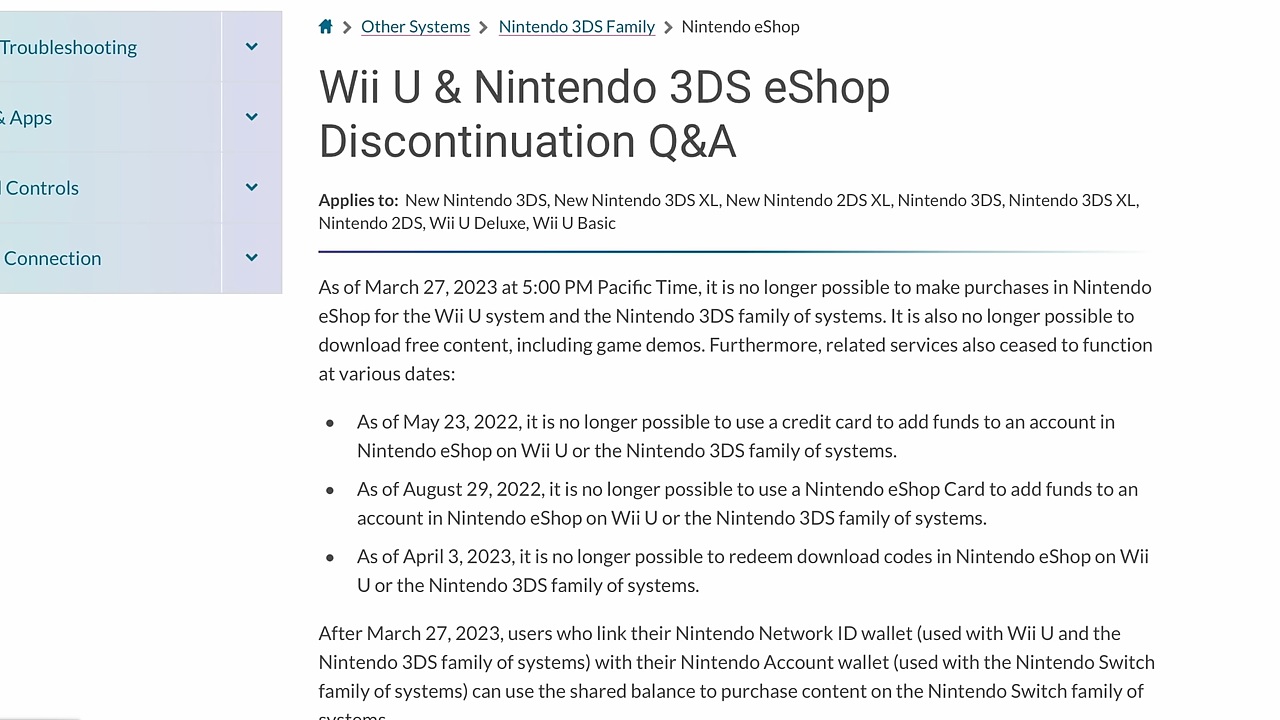 Other Systems Nintendo 3DS Family Nintendo eShop
Troubleshooting
& Apps
Controls
Connection
Wii U & Nintendo 3DS eShop
Discontinuation Q&A
Applies to: New Nintendo 3DS, New Nintendo 3DS XL, New Nintendo 2DS XL, Nintendo 3DS, Nintendo 3DS XL,
Nintendo 2DS, Wii U Deluxe, Wii U Basic
As of March 27, 2023 at 5:00 PM Pacific Time, it is no longer possible to make purchases in Nintendo
eShop for the Wii U system and the Nintendo 3DS family of systems. It is also no longer possible to
download free content, including game demos. Furthermore, related services also ceased to function
at various dates:
• As of May 23, 2022, it is no longer possible to use a credit card to add funds to an account in
Nintendo eShop on Wii U or the Nintendo 3DS family of systems.
• As of August 29, 2022, it is no longer possible to use a Nintendo eShop Card to add funds to an
account in Nintendo eShop on Wii U or the Nintendo 3DS family of systems.
• As of April 3, 2023, it is no longer possible to redeem download codes in Nintendo eShop on Wii
U or the Nintendo 3DS family of systems.
After March 27, 2023, users who link their Nintendo Network ID wallet (used with Wii U and the
Nintendo 3DS family of systems) with their Nintendo Account wallet (used with the Nintendo Switch
family of systems) can use the shared balance to purchase content on the Nintendo Switch family of
systems.